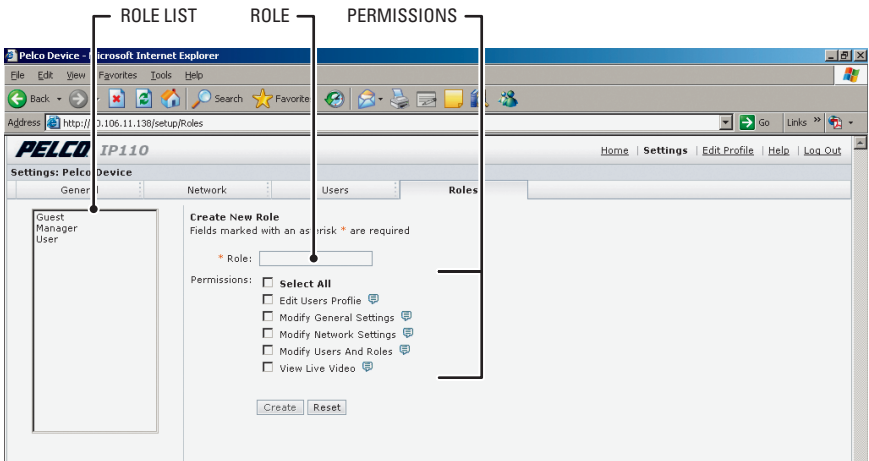 ROLE LIST ROLE PERMISSIONS
Pelco Device - Microsoft Internet Explorer
File Edit View Favorites Tools Help
Back Search Favorites
Address http://10.106.11.138/setup/Roles Go Links »
PELCO IP110 Home | Settings | Edit Profile | Help | Log Out
Settings: Pelco Device
General Network Users Roles
Guest
Manager
User
Create New Role
Fields marked with an asterisk * are required
* Role:
Permissions: Select All
Edit Users Proflie
Modify General Settings
Modify Network Settings
Modify Users And Roles
View Live Video
Create Reset